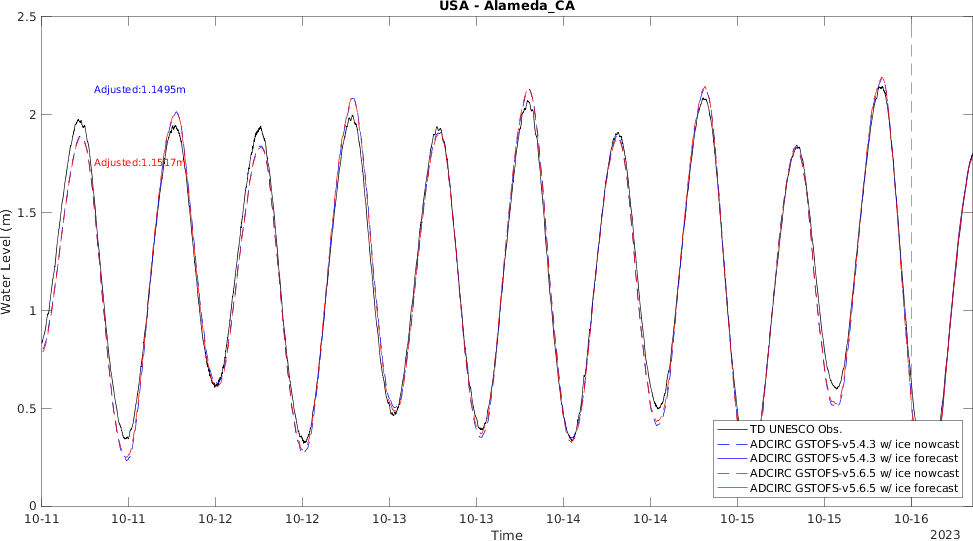 USA - Alameda_CA
2.5
Adjusted:1.1495m
2
Adjusted:1.1517m
1.5
Water Level (m)
1
0.5
TD UNESCO Obs.
ADCIRC GSTOFS-v5.4.3 w/ ice nowcast
ADCIRC GSTOFS-v5.4.3 w/ ice forecast
ADCIRC GSTOFS-v5.6.5 w/ ice nowcast
ADCIRC GSTOFS-v5.6.5 w/ ice forecast
0
10-11 10-11 10-12 10-12 10-13 10-13 10-14 10-14 10-15 10-15 10-16
Time
2023